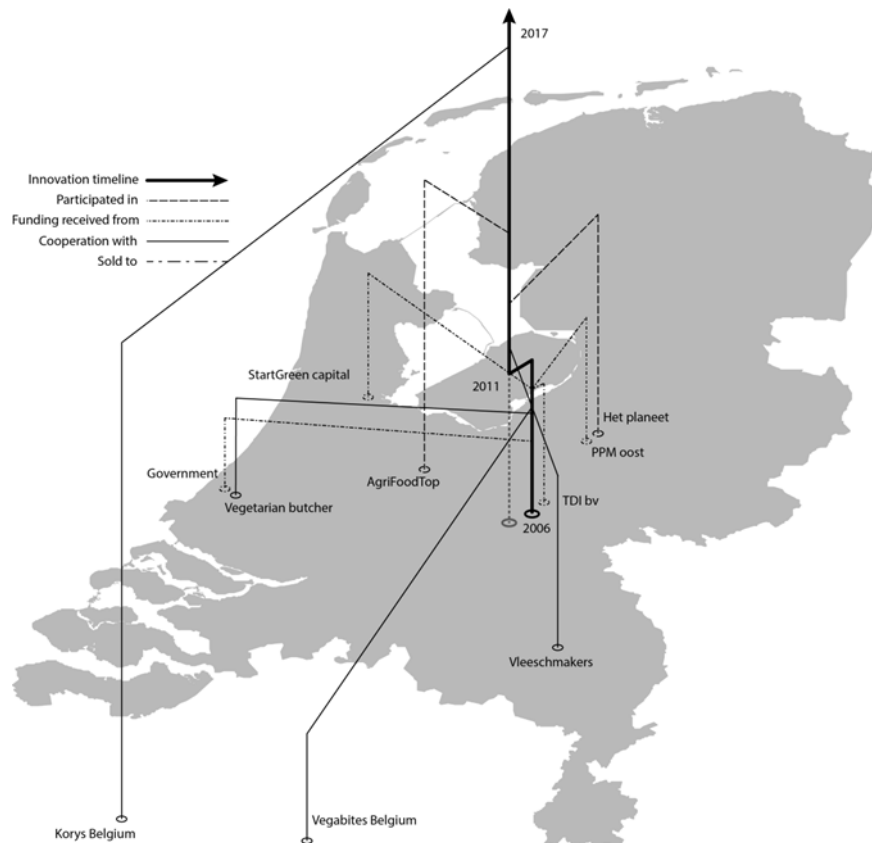 2017
Innovation timeline
Participated in
Funding received from
Cooperation with
Sold to
StartGreen capital
2011
Het planeet
PPM oost
Government
AgriFoodTop
Vegetarian butcher
TDI bv
2006
Vleeschmakers
Vegabites Belgium
Korys Belgium